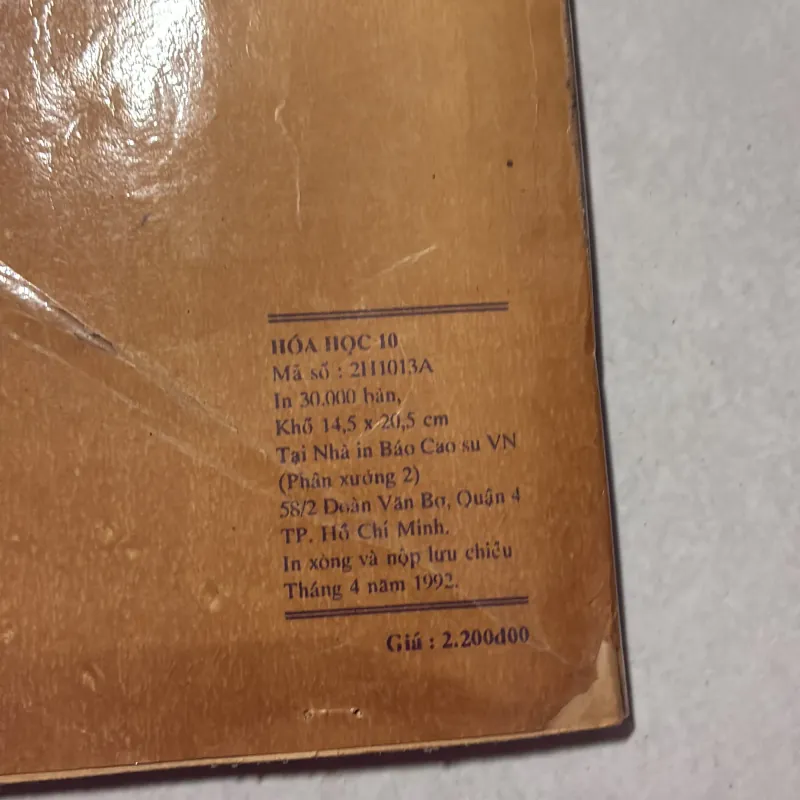 HÓA HỌC 10
Mã số : 2H1013A
In 30.000 bản,
Khổ 14,5 x 20,5 cm
Tại Nhà in Báo Cao su VN
(Phân xưởng 2)
58/2 Đoàn Văn Bơ, Quận 4
TP. Hồ Chí Minh.
In xong và nộp lưu chiểu
Tháng 4 năm 1992.
Giá : 2.200đ00